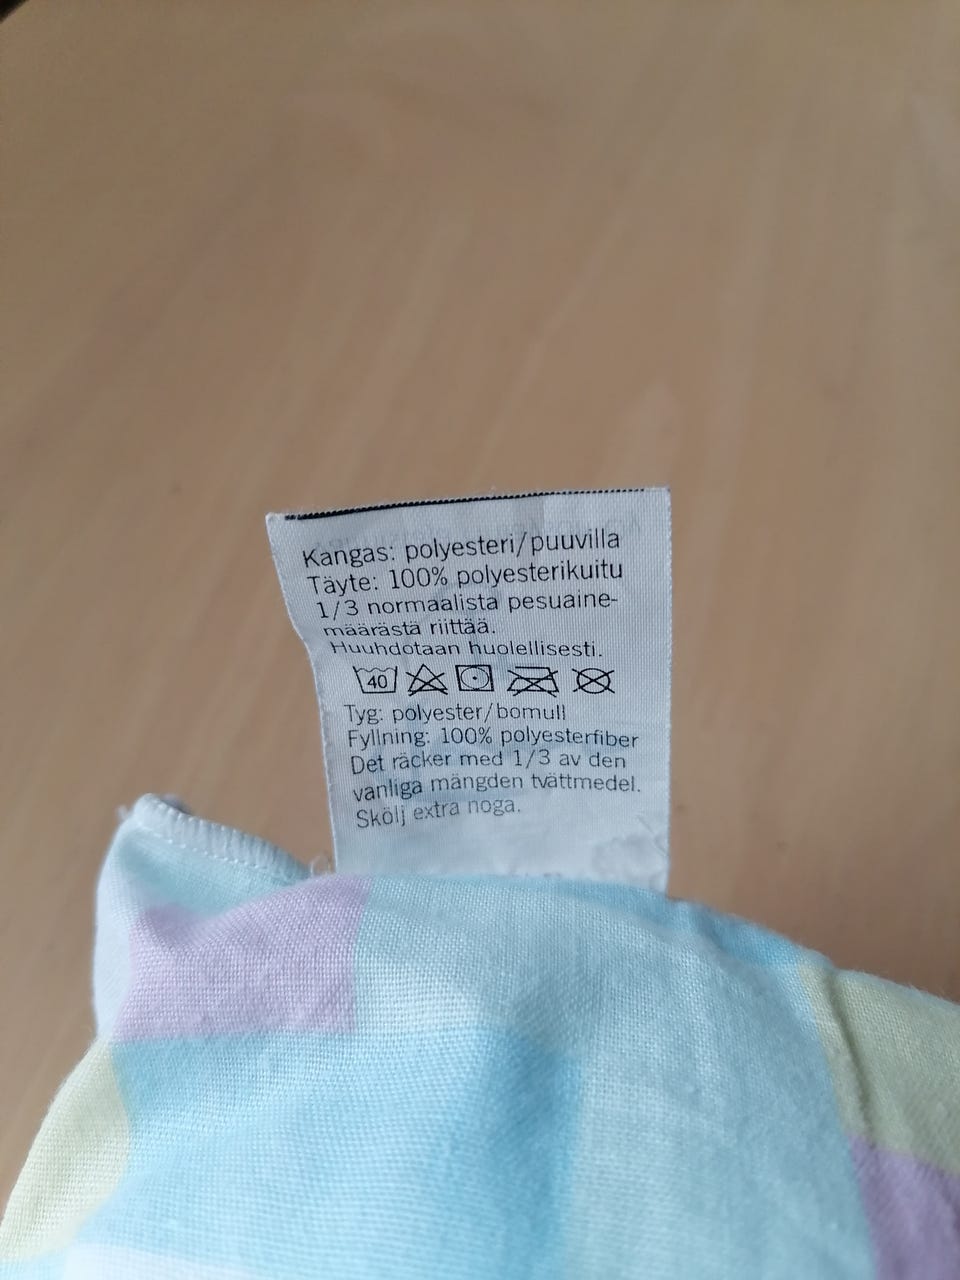 Kangas: polyesteri/puuvilla
Täyte: 100% polyesterikuitu
1/3 normaalista pesuaine-
määrästä riittää.
Huuhdotaan huolellisesti.
40
Tyg: polyester/bomull
Fyllning: 100% polyesterfiber
Det räcker med 1/3 av den
vanliga mängden tvättmedel.
Skölj extra noga.